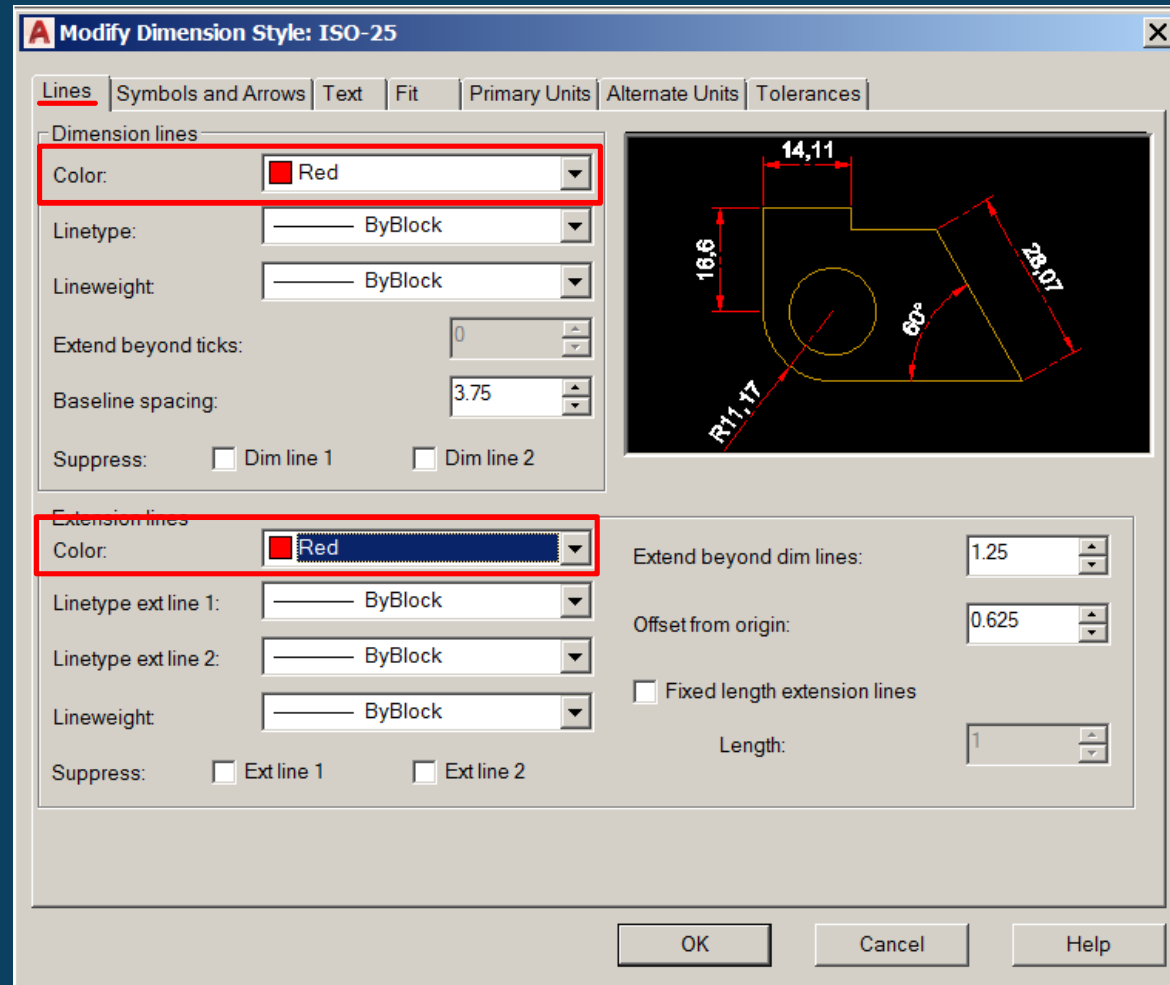 Modify Dimension Style: ISO-25
Lines Symbols and Arrows Text Fit Primary Units Alternate Units Tolerances
Dimension lines
Color: Red
Linetype: ByBlock
Lineweight: ByBlock
Extend beyond ticks: 0
Baseline spacing: 3.75
Suppress: Dim line 1 Dim line 2
14,11
16,6
28,07
60°
R11,17
Extension lines
Color: Red
Linetype ext line 1: ByBlock
Linetype ext line 2: ByBlock
Lineweight: ByBlock
Suppress: Ext line 1 Ext line 2
Extend beyond dim lines: 1.25
Offset from origin: 0.625
Fixed length extension lines
Length: 1
OK Cancel Help